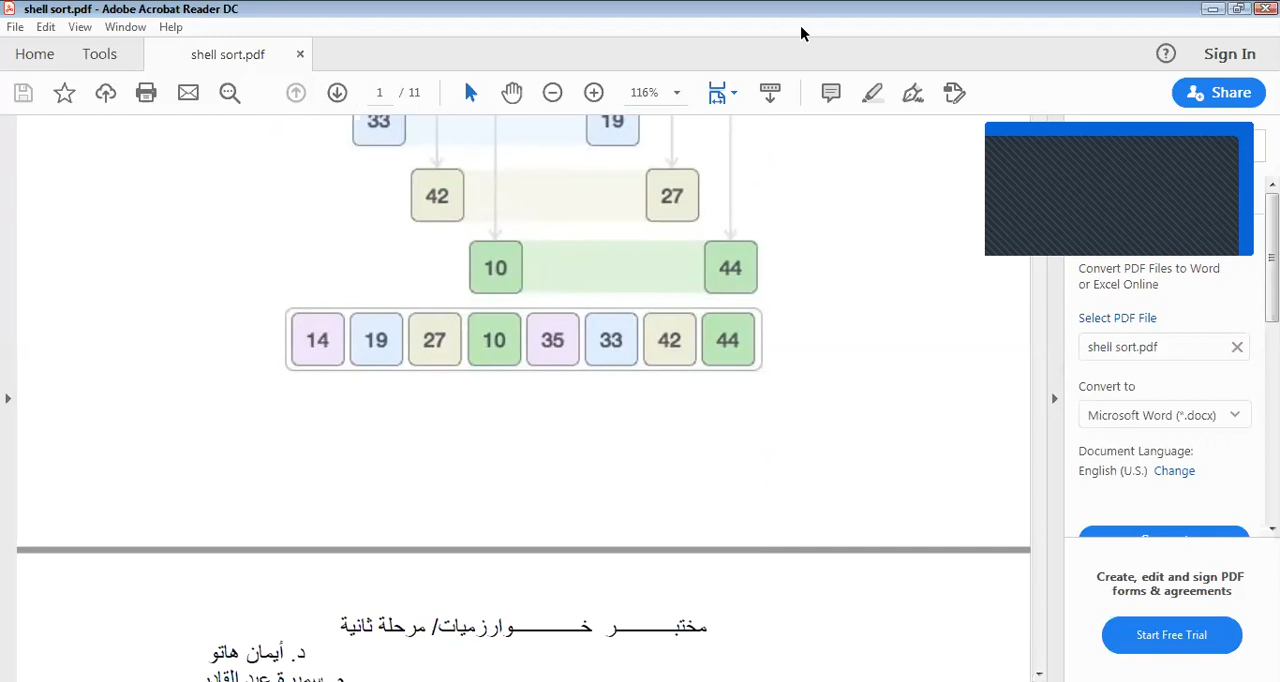 shell sort.pdf - Adobe Acrobat Reader DC
File Edit View Window Help
Home Tools shell sort.pdf × Sign In
1 / 11 116% Share
33 19
42 27
10 44
14 19 27 10 35 33 42 44
Convert PDF Files to Word
or Excel Online
Select PDF File
shell sort.pdf
Convert to
Microsoft Word (*.docx)
Document Language:
English (U.S.) Change
Create, edit and sign PDF
forms & agreements
Start Free Trial
مختبـــــــــر خـــــــــوارزميات/ مرحلة ثانية
د. أيمان هاتو